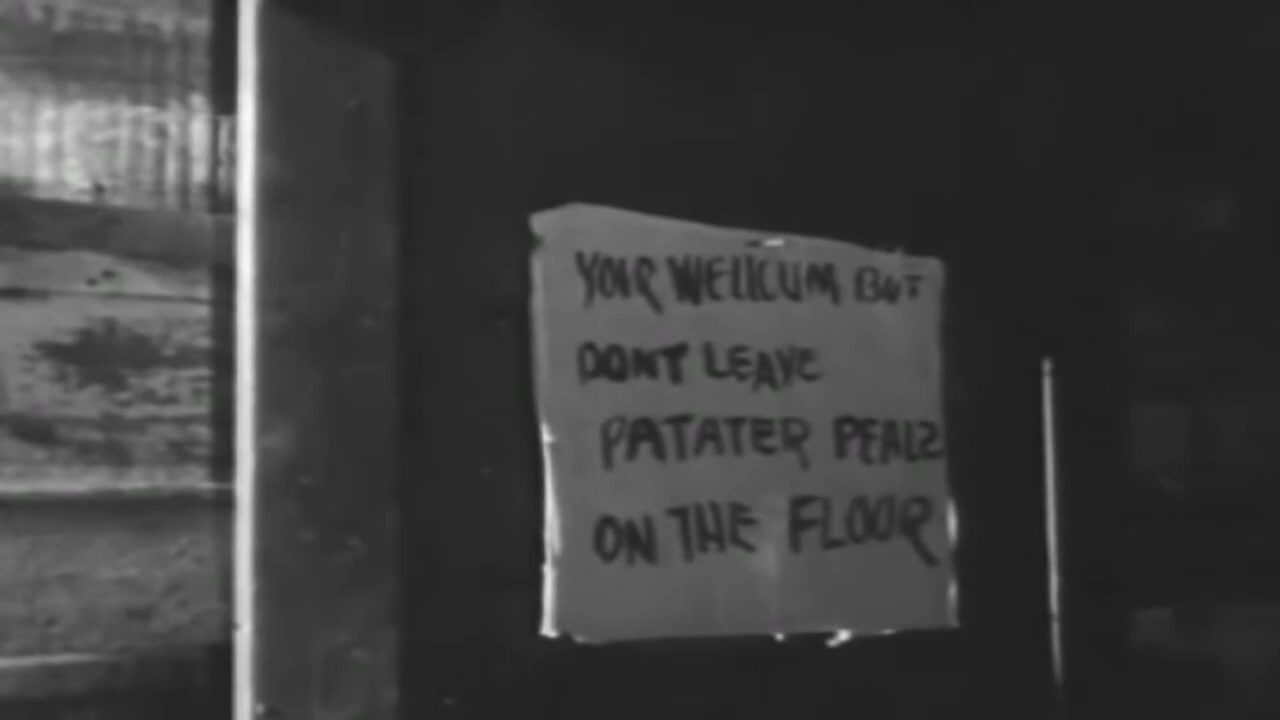 YOUR WELLCUM BUT
DONT LEAVE
PATATER PEALZ
ON THE FLOOR